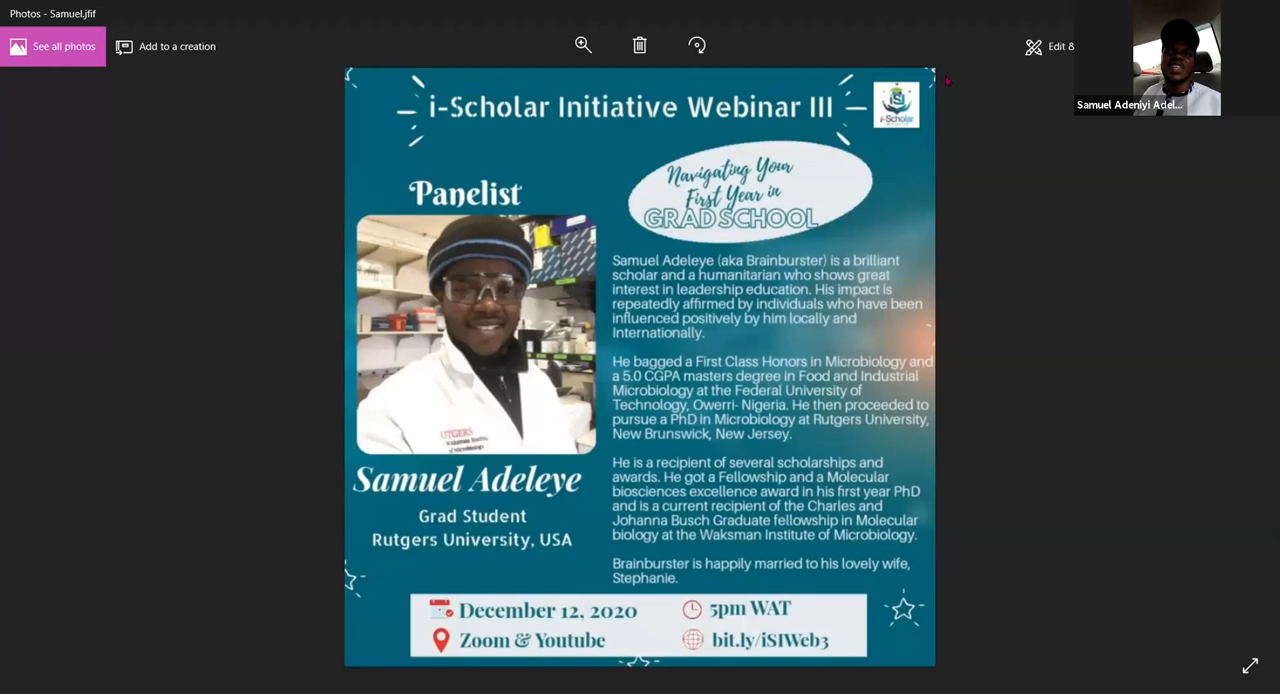 Photos - Samuel.jfif
See all photos
Add to a creation
Edit &
Samuel Adeniyi Adel...
i-Scholar Initiative Webinar III
iSI
i-Scholar
Panelist
Navigating Your
First Year in
GRAD SCHOOL
Samuel Adeleye (aka Brainburster) is a brilliant
scholar and a humanitarian who shows great
interest in leadership education. His impact is
repeatedly affirmed by individuals who have been
influenced positively by him locally and
Internationally.
He bagged a First Class Honors in Microbiology and
a 5.0 CGPA masters degree in Food and Industrial
Microbiology at the Federal University of
Technology, Owerri- Nigeria. He then proceeded to
pursue a PhD in Microbiology at Rutgers University,
New Brunswick, New Jersey.
He is a recipient of several scholarships and
awards. He got a Fellowship and a Molecular
biosciences excellence award in his first year PhD
and is a current recipient of the Charles and
Johanna Busch Graduate fellowship in Molecular
biology at the Waksman Institute of Microbiology.
Brainburster is happily married to his lovely wife,
Stephanie.
RUTGERS
of Microbiology
Samuel Adeleye
Grad Student
Rutgers University, USA
December 12, 2020
5pm WAT
Zoom & Youtube
bit.ly/iSIWeb3